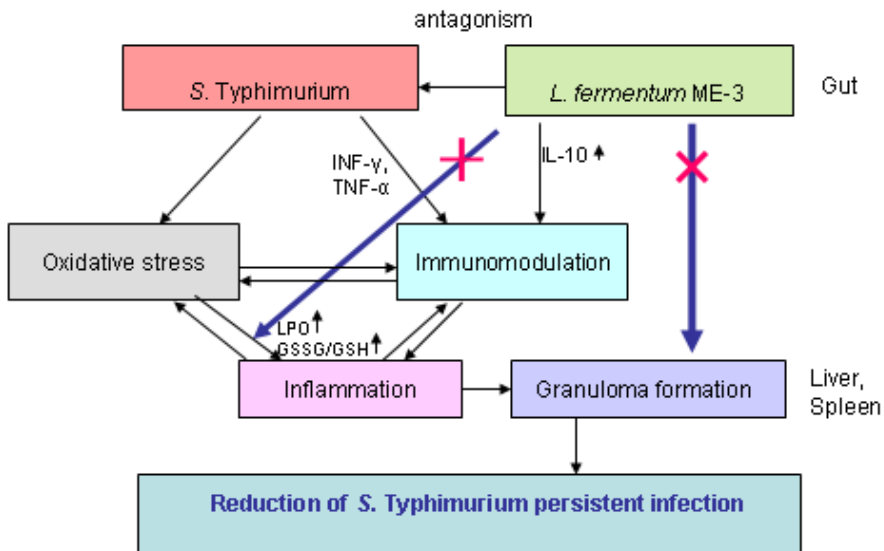 antagonism
S. Typhimurium
L. fermentum ME-3
Gut
INF-γ,
TNF-α
IL-10
Oxidative stress
Immunomodulation
LPO
GSSG/GSH
Inflammation
Granuloma formation
Liver,
Spleen
Reduction of S. Typhimurium persistent infection